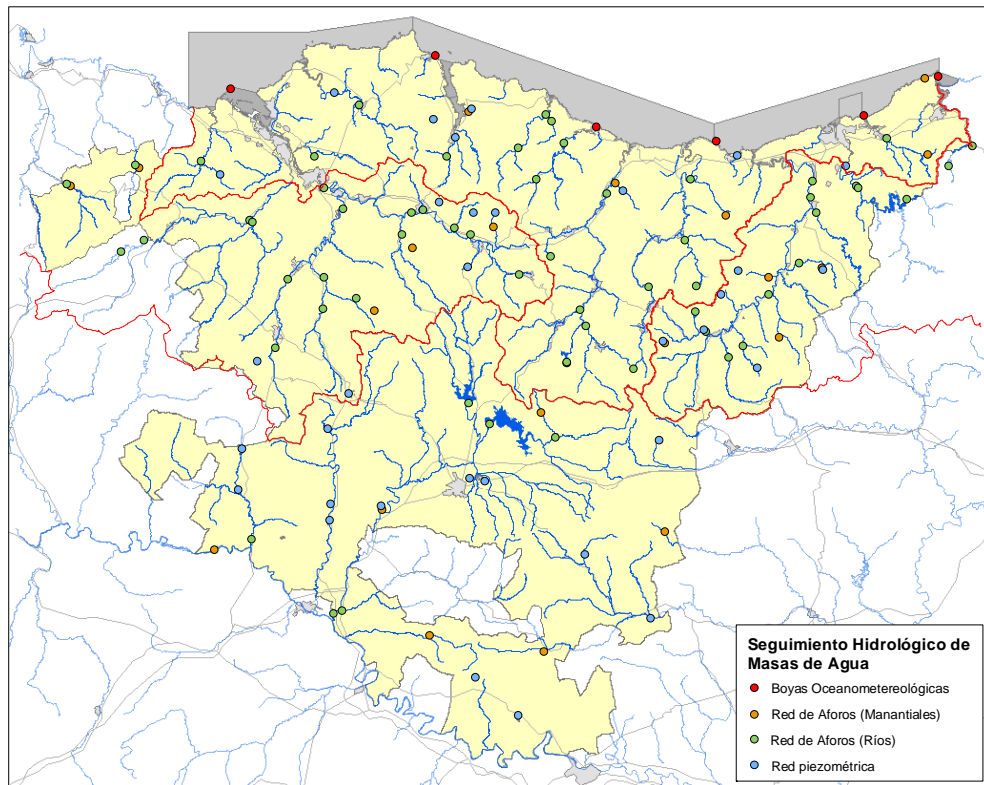 Seguimiento Hidrológico de
Masas de Agua
Boyas Oceanometereológicas
Red de Aforos (Manantiales)
Red de Aforos (Ríos)
Red piezométrica